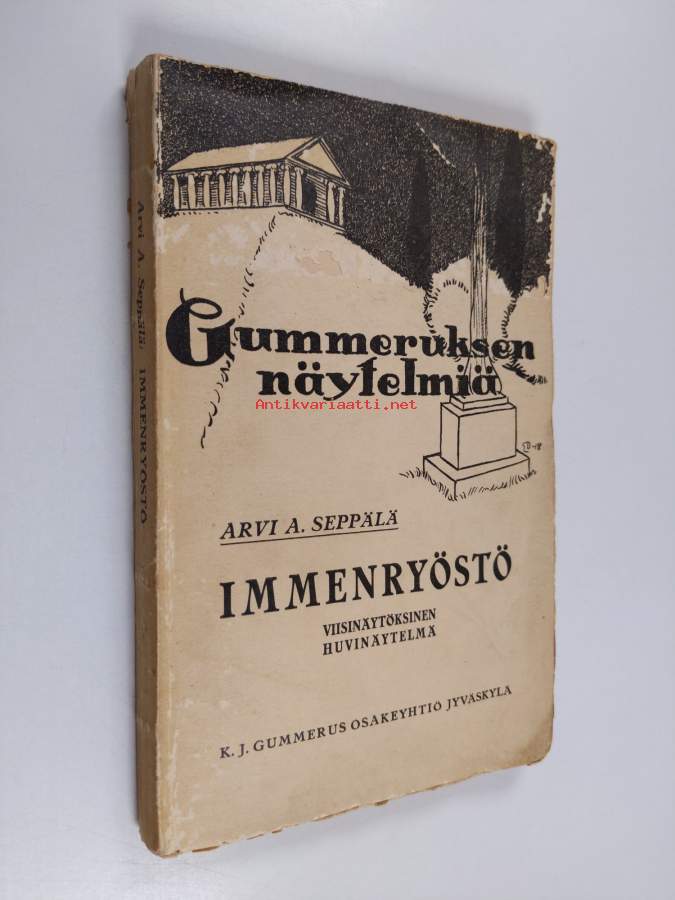 Gummeruksen
näytelmiä
Antikvariaatti.net
ARVI A. SEPPÄLÄ
IMMENRYÖSTÖ
VIISINÄYTÖKSINEN
HUVINÄYTELMÄ
K. J. GUMMERUS OSAKEYHTIÖ JYVÄSKYLÄ
Arvi A. Seppälä, IMMENRYÖSTÖ